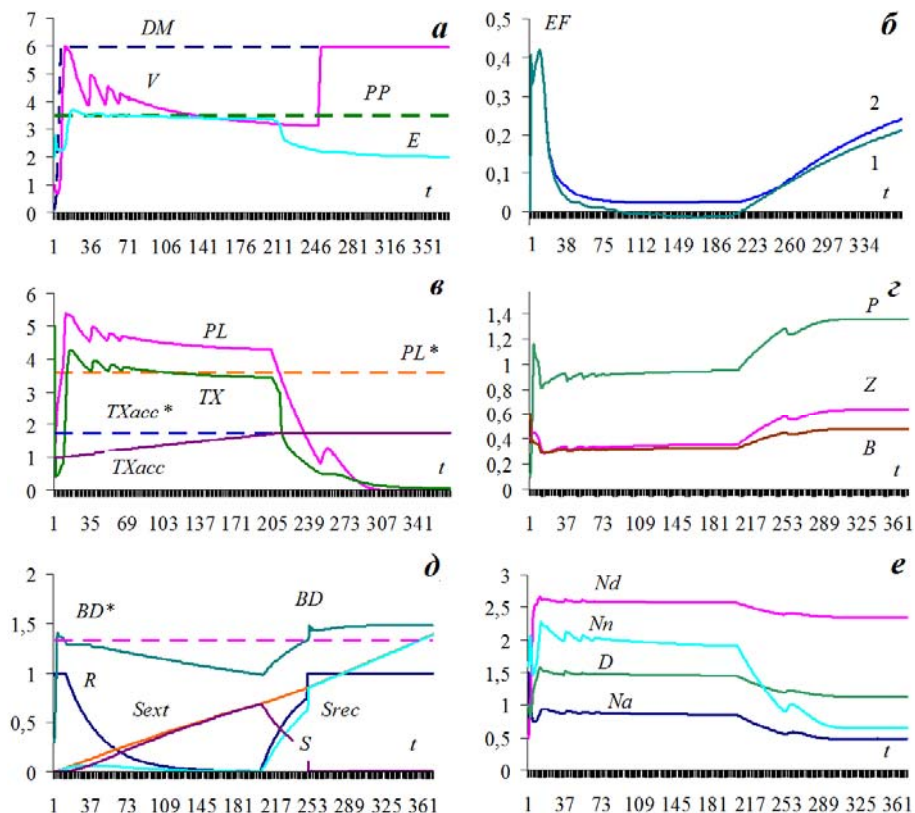 а
7
6
5
4
3
2
1
0
DM
V
PP
E
t
1 36 71 106 141 176 211 246 281 316 351
б
0,5
0,4
0,3
0,2
0,1
0
EF
2
1
t
1 38 75 112 149 186 223 260 297 334
в
6
5
4
3
2
1
0
PL
PL*
TX
TXacc*
TXacc
t
1 35 69 103 137 171 205 239 273 307 341
г
1,4
1,2
1
0,8
0,6
0,4
0,2
0
P
Z
B
t
1 37 73 109 145 181 217 253 289 325 361
д
2
1,5
1
0,5
0
BD*
BD
R
Sext
Srec
S
t
1 37 73 109 145 181 217 253 289 325 361
е
3
2,5
2
1,5
1
0,5
0
Nd
Nn
D
Na
t
1 37 73 109 145 181 217 253 289 325 361